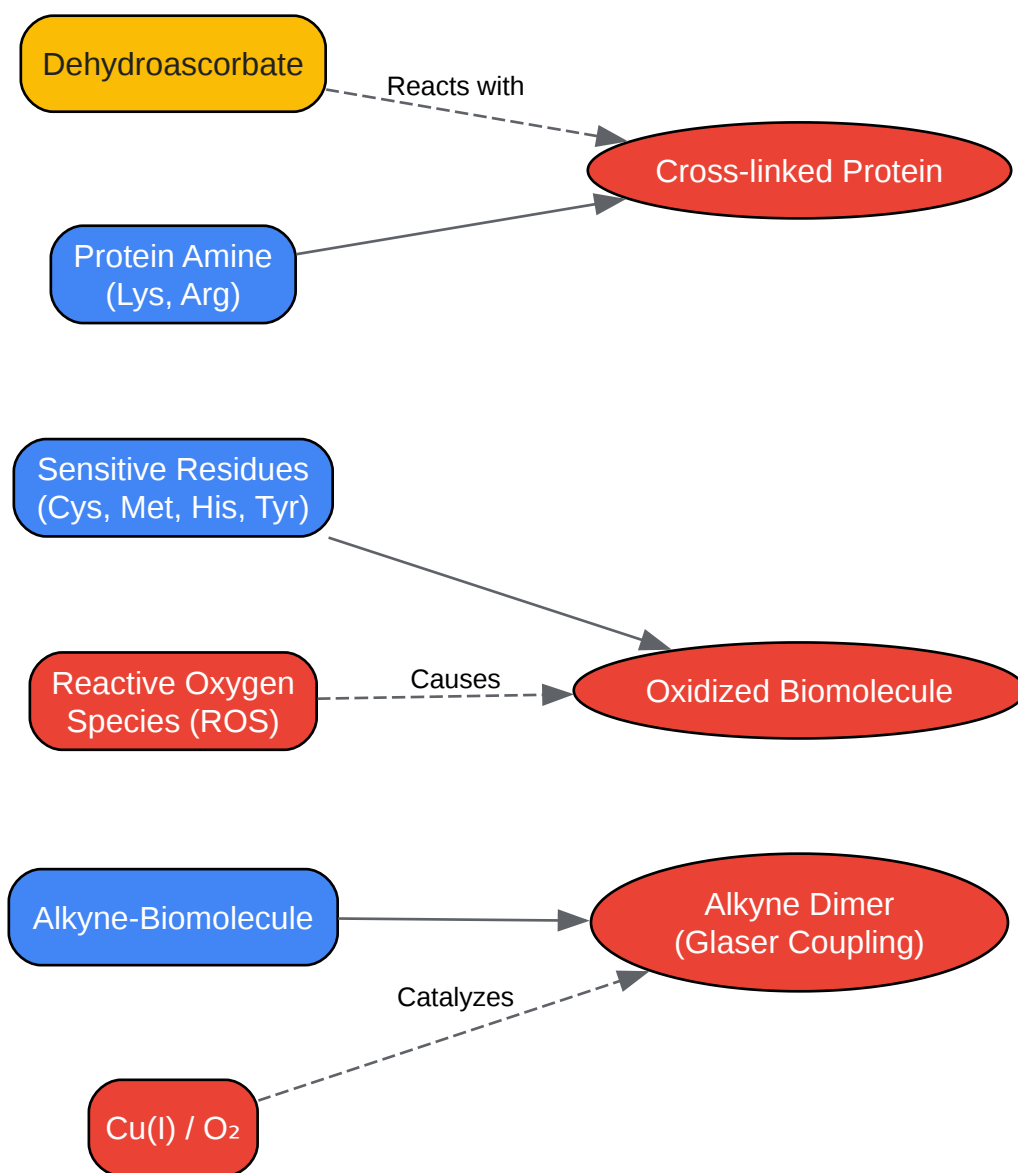 Dehydroascorbate
Reacts with
Cross-linked Protein
Protein Amine
(Lys, Arg)
Sensitive Residues
(Cys, Met, His, Tyr)
Reactive Oxygen
Species (ROS)
Causes
Oxidized Biomolecule
Alkyne-Biomolecule
Alkyne Dimer
(Glaser Coupling)
Catalyzes
Cu(I) / O₂